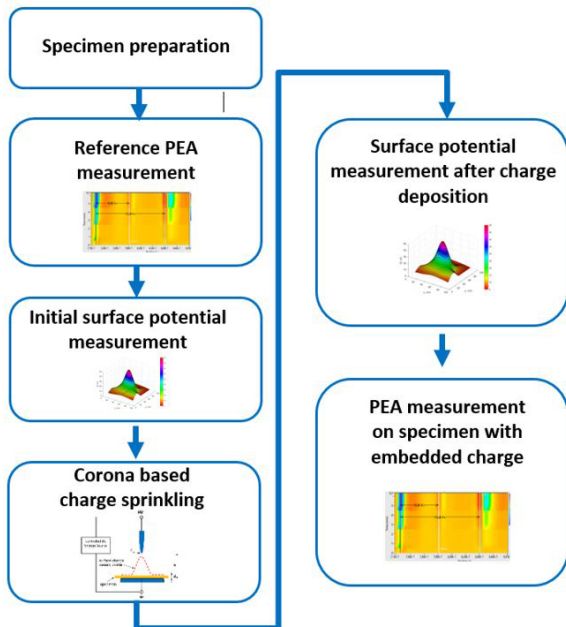 Specimen preparation
Reference PEA
measurement
Initial surface potential
measurement
Corona based
charge sprinkling
Surface potential
measurement after charge
deposition
PEA measurement
on specimen with
embedded charge